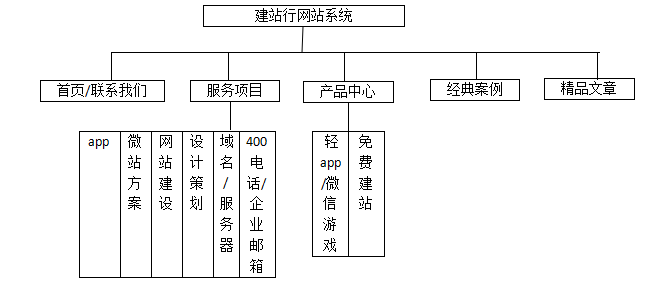 建站行网站系统
首页/联系我们
服务项目
产品中心
经典案例
精品文章
app
微站方案
网站建设
设计策划
域名/服务器
400电话/企业邮箱
轻app/微信游戏
免费建站